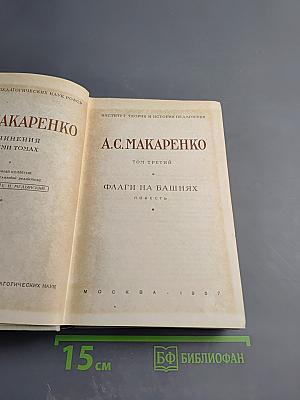 ПЕДАГОГИЧЕСКИХ НАУК РСФСР
МАКАРЕНКО
СОЧИНЕНИЯ
ТОМАХ
ПЕДАГОГИЧЕСКИХ НАУК
ИНСТИТУТ ТЕОРИИ И ИСТОРИИ ПЕДАГОГИКИ
А.С. МАКАРЕНКО
ТОМ ТРЕТИЙ
ФЛАГИ НА БАШНЯХ
ПОВЕСТЬ
МОСКВА - 1957
15 см
БФ БИБЛИОФАН